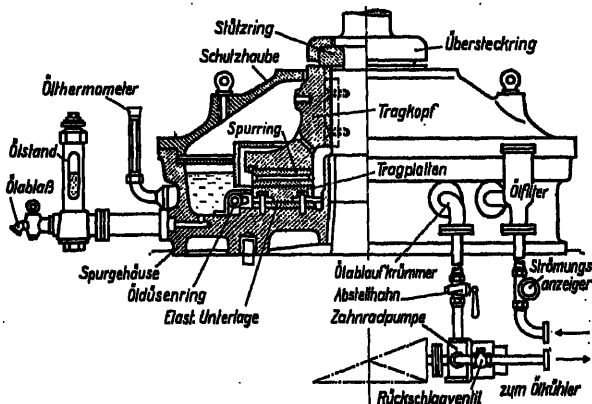 Stützring
Übersteckring
Schutzhaube
Ölthermometer
Tragkopf
Spurring
Ölstand
Tragplatten
Ölfilter
Ölablaß
Spurgehäuse
Ölablaufkrümmer
Strömungs
anzeiger
Öldüsenring
Abstellhahn
Elast. Unterlage
Zahnradpumpe
Rückschlagventil
zum Ölkühler